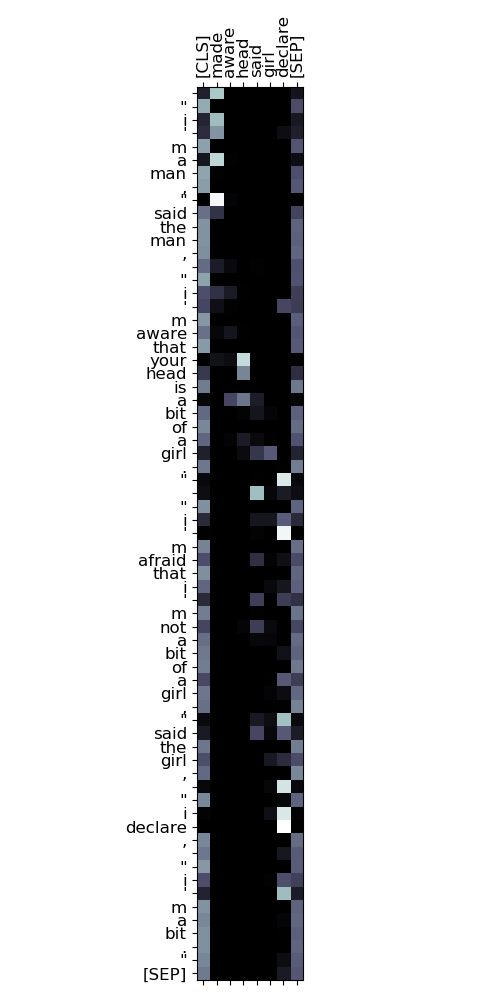 [CLS] made aware head said girl declare [SEP]
"
i
'
m
a
man
,
"
said
the
man
,
"
i
'
m
aware
that
your
head
is
a
bit
of
a
girl
.
"
"
i
'
m
afraid
that
i
'
m
not
a
bit
of
a
girl
,
"
said
the
girl
,
"
i
declare
,
"
i
'
m
a
bit
.
"
[SEP]